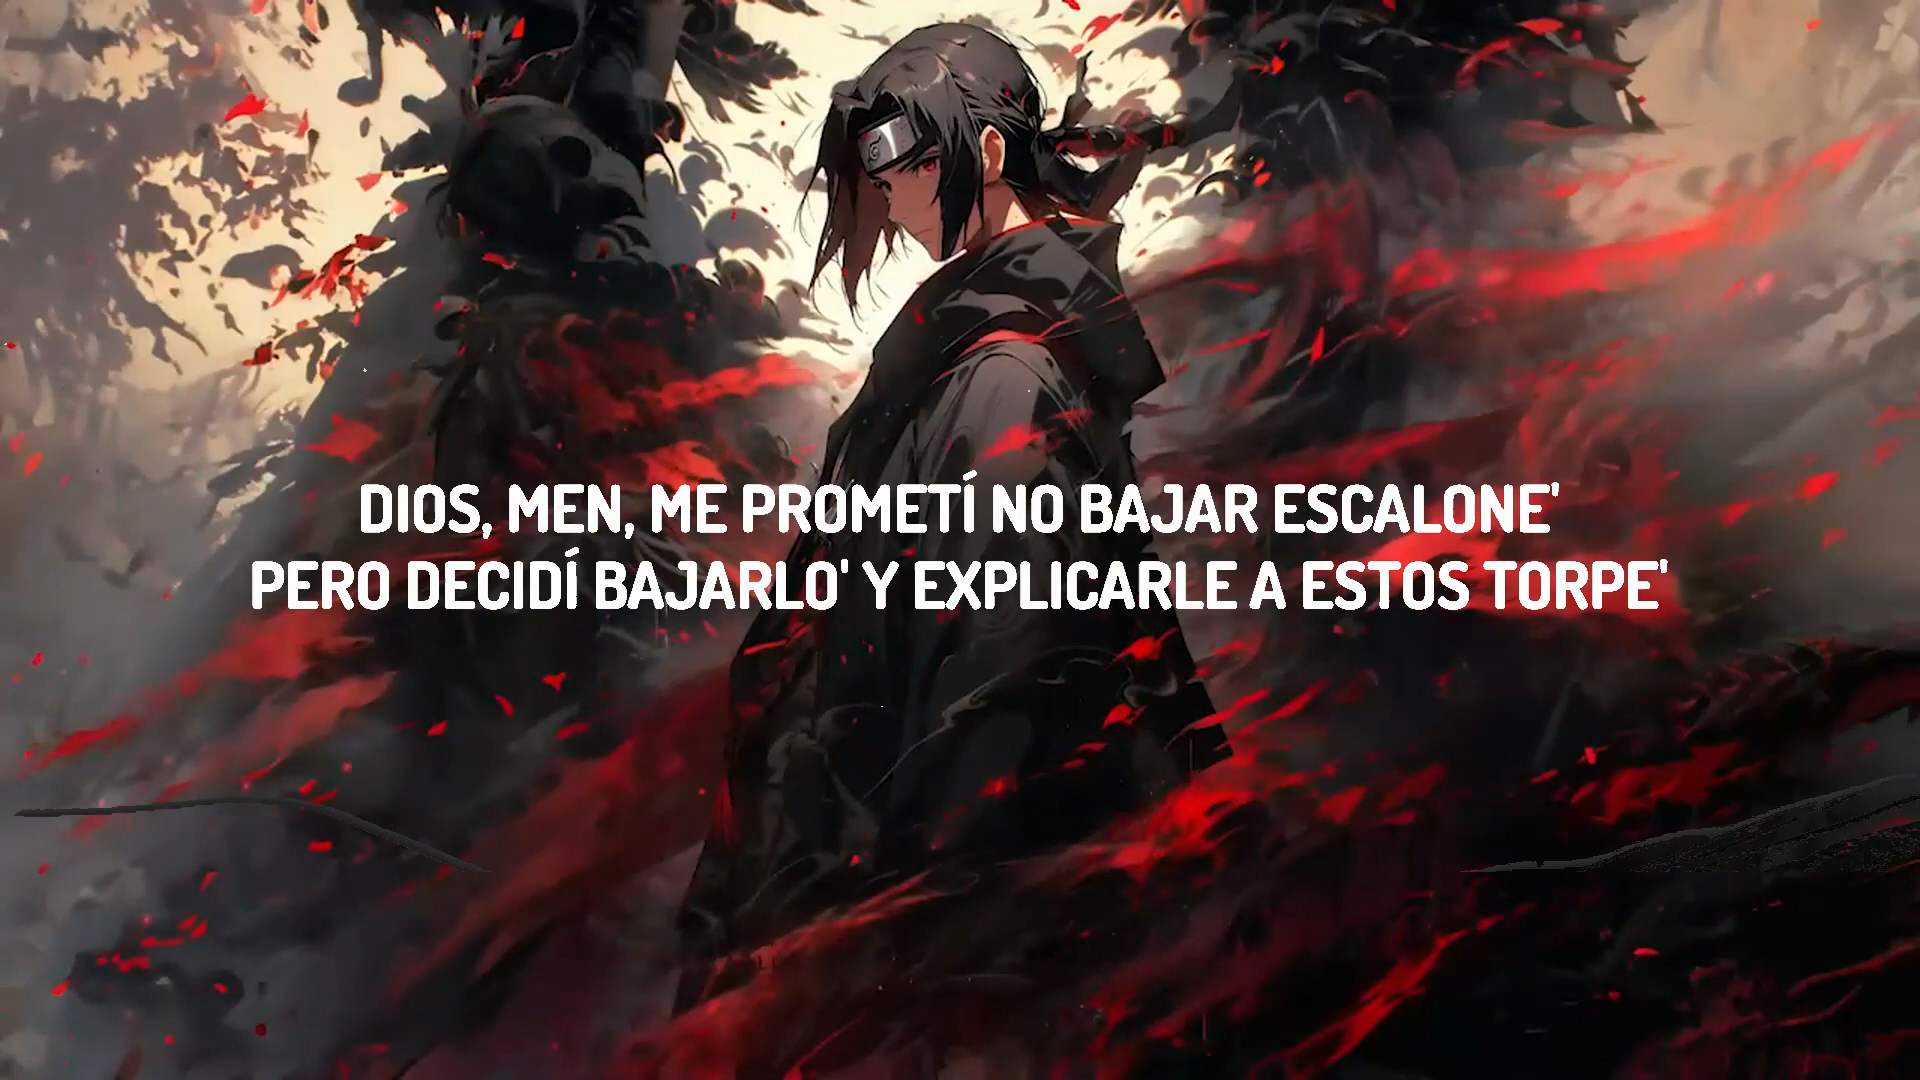 DIOS, MEN, ME PROMETÍ NO BAJAR ESCALONE'
PERO DECIDÍ BAJARLO' Y EXPLICARLE A ESTOS TORPE'